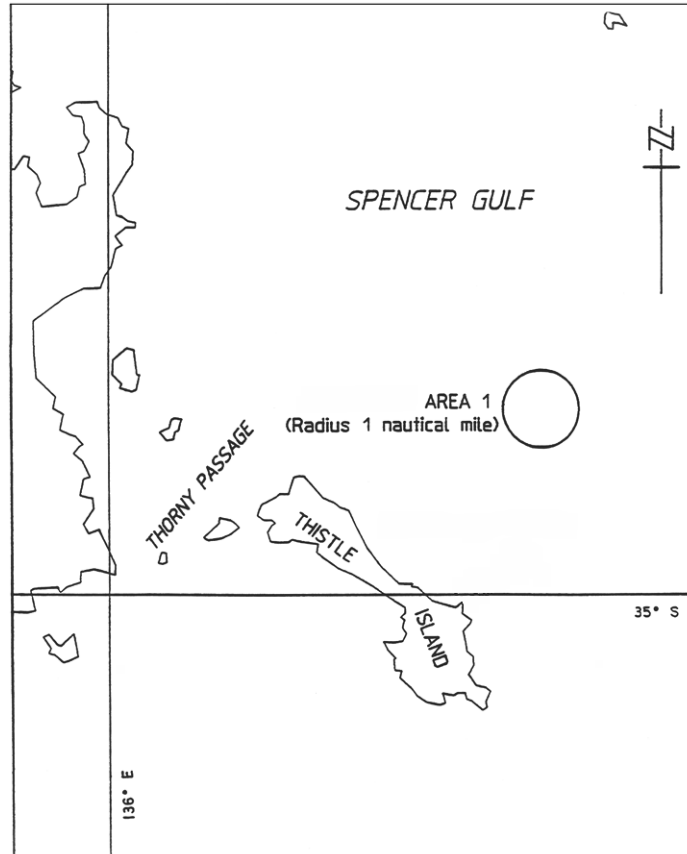 N
SPENCER GULF
AREA 1
(Radius 1 nautical mile)
THORNY PASSAGE
THISTLE
ISLAND
35° S
136° E